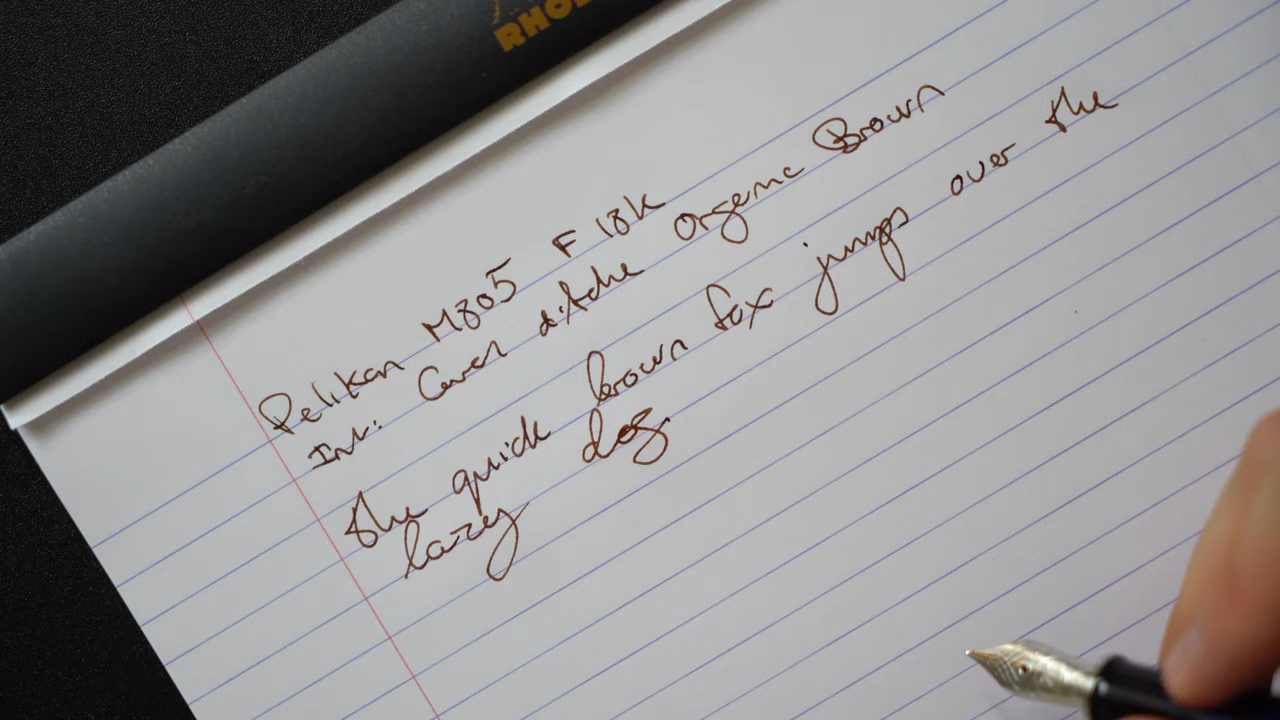 RHO
Pelikan M805 F 18k
Ink: Caran d'Ache Organic Brown
The quick brown fox jumps over the
lazy dog.